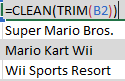 =CLEAN(TRIM(B2))
Super Mario Bros.
Mario Kart Wii
Wii Sports Resort